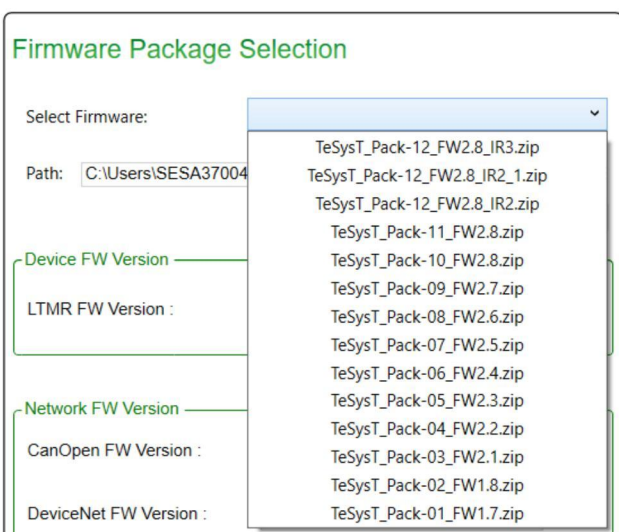 Firmware Package Selection
Select Firmware:
TeSysT_Pack-12_FW2.8_IR3.zip
Path: C:\Users\SESA37004
TeSysT_Pack-12_FW2.8_IR2_1.zip
TeSysT_Pack-12_FW2.8_IR2.zip
TeSysT_Pack-11_FW2.8.zip
Device FW Version
TeSysT_Pack-10_FW2.8.zip
TeSysT_Pack-09_FW2.7.zip
LTMR FW Version :
TeSysT_Pack-08_FW2.6.zip
TeSysT_Pack-07_FW2.5.zip
TeSysT_Pack-06_FW2.4.zip
Network FW Version
TeSysT_Pack-05_FW2.3.zip
TeSysT_Pack-04_FW2.2.zip
CanOpen FW Version :
TeSysT_Pack-03_FW2.1.zip
TeSysT_Pack-02_FW1.8.zip
DeviceNet FW Version :
TeSysT_Pack-01_FW1.7.zip